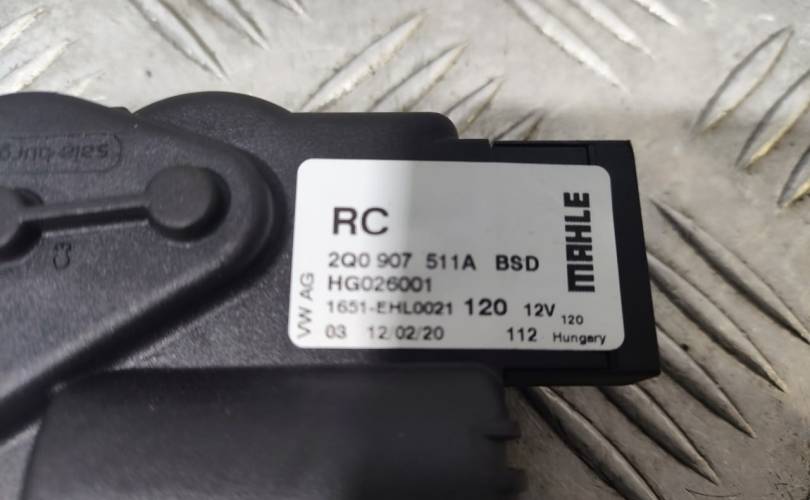 RC
MAHLE
2Q0 907 511A BSD
HG026001
1651-EHL0021 120 12V 120
03 12/02/20 112 Hungary
VW AG
C3